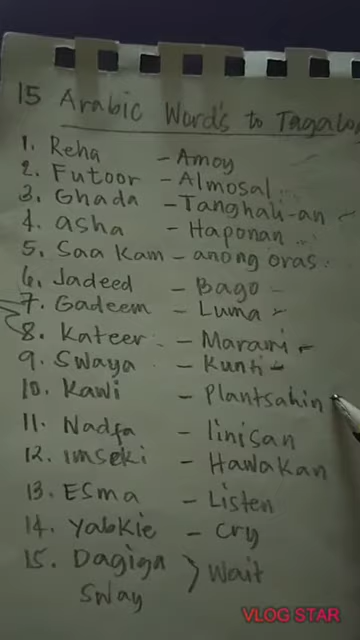 15 Arabic Words to Tagalog
1. Reha - Amoy
2. Futoor - Almosal
3. Ghada - Tanghali-an
4. asha - Haponan
5. Saa Kam - anong oras
6. Jadeed - Bago
7. Gadeem - Luma
8. Kateer - Marami
9. Swaya - Kunti
10. Kawi - Plantsahin
11. Nadfa - linisan
12. imseki - Hawakan
13. Esma - Listen
14. Yabkie - Cry
15. Dagiga > Wait
Sway
VLOG STAR